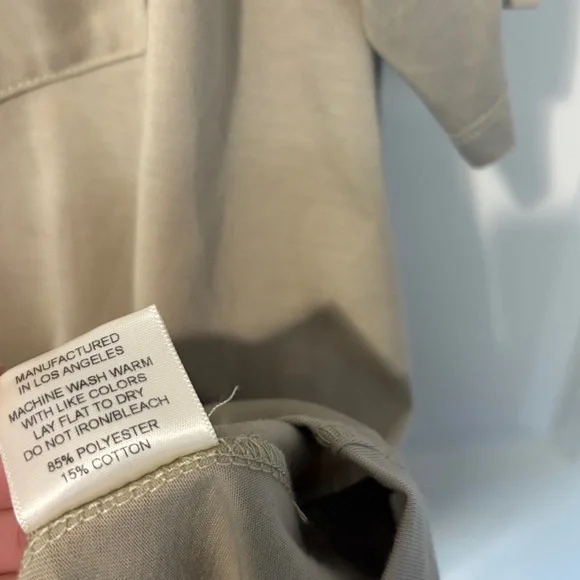 MANUFACTURED
IN LOS ANGELES
MACHINE WASH WARM
WITH LIKE COLORS
LAY FLAT TO DRY
DO NOT IRON/BLEACH
85% POLYESTER
15% COTTON